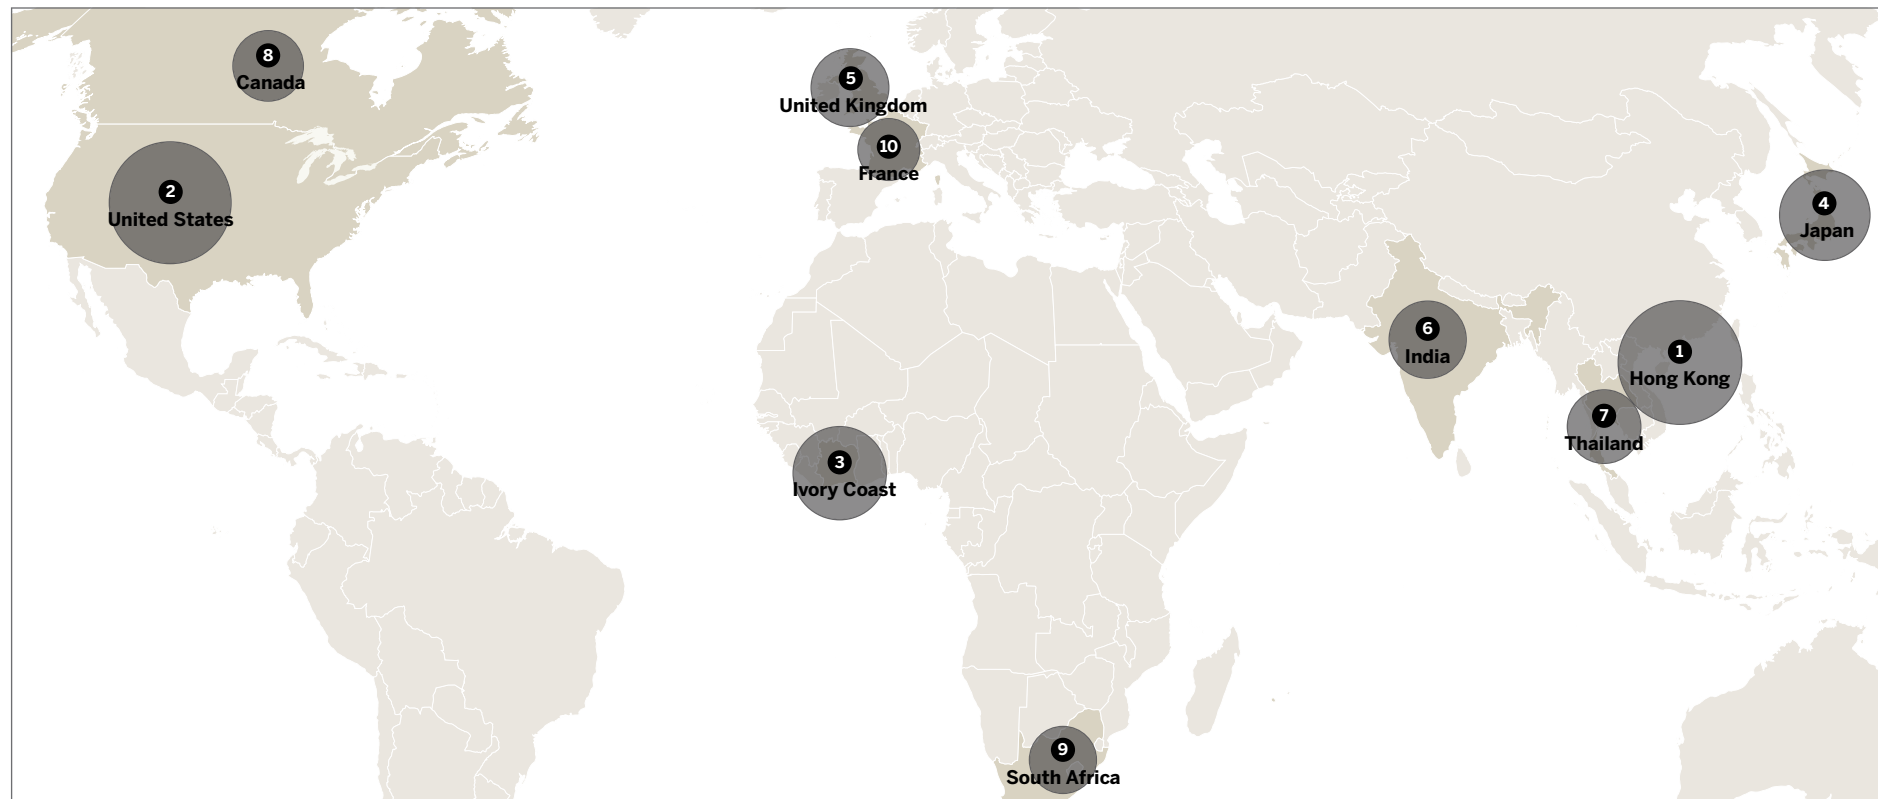 8
Canada
5
United Kingdom
10
France
2
United States
4
Japan
6
India
1
Hong Kong
7
Thailand
3
Ivory Coast
9
South Africa